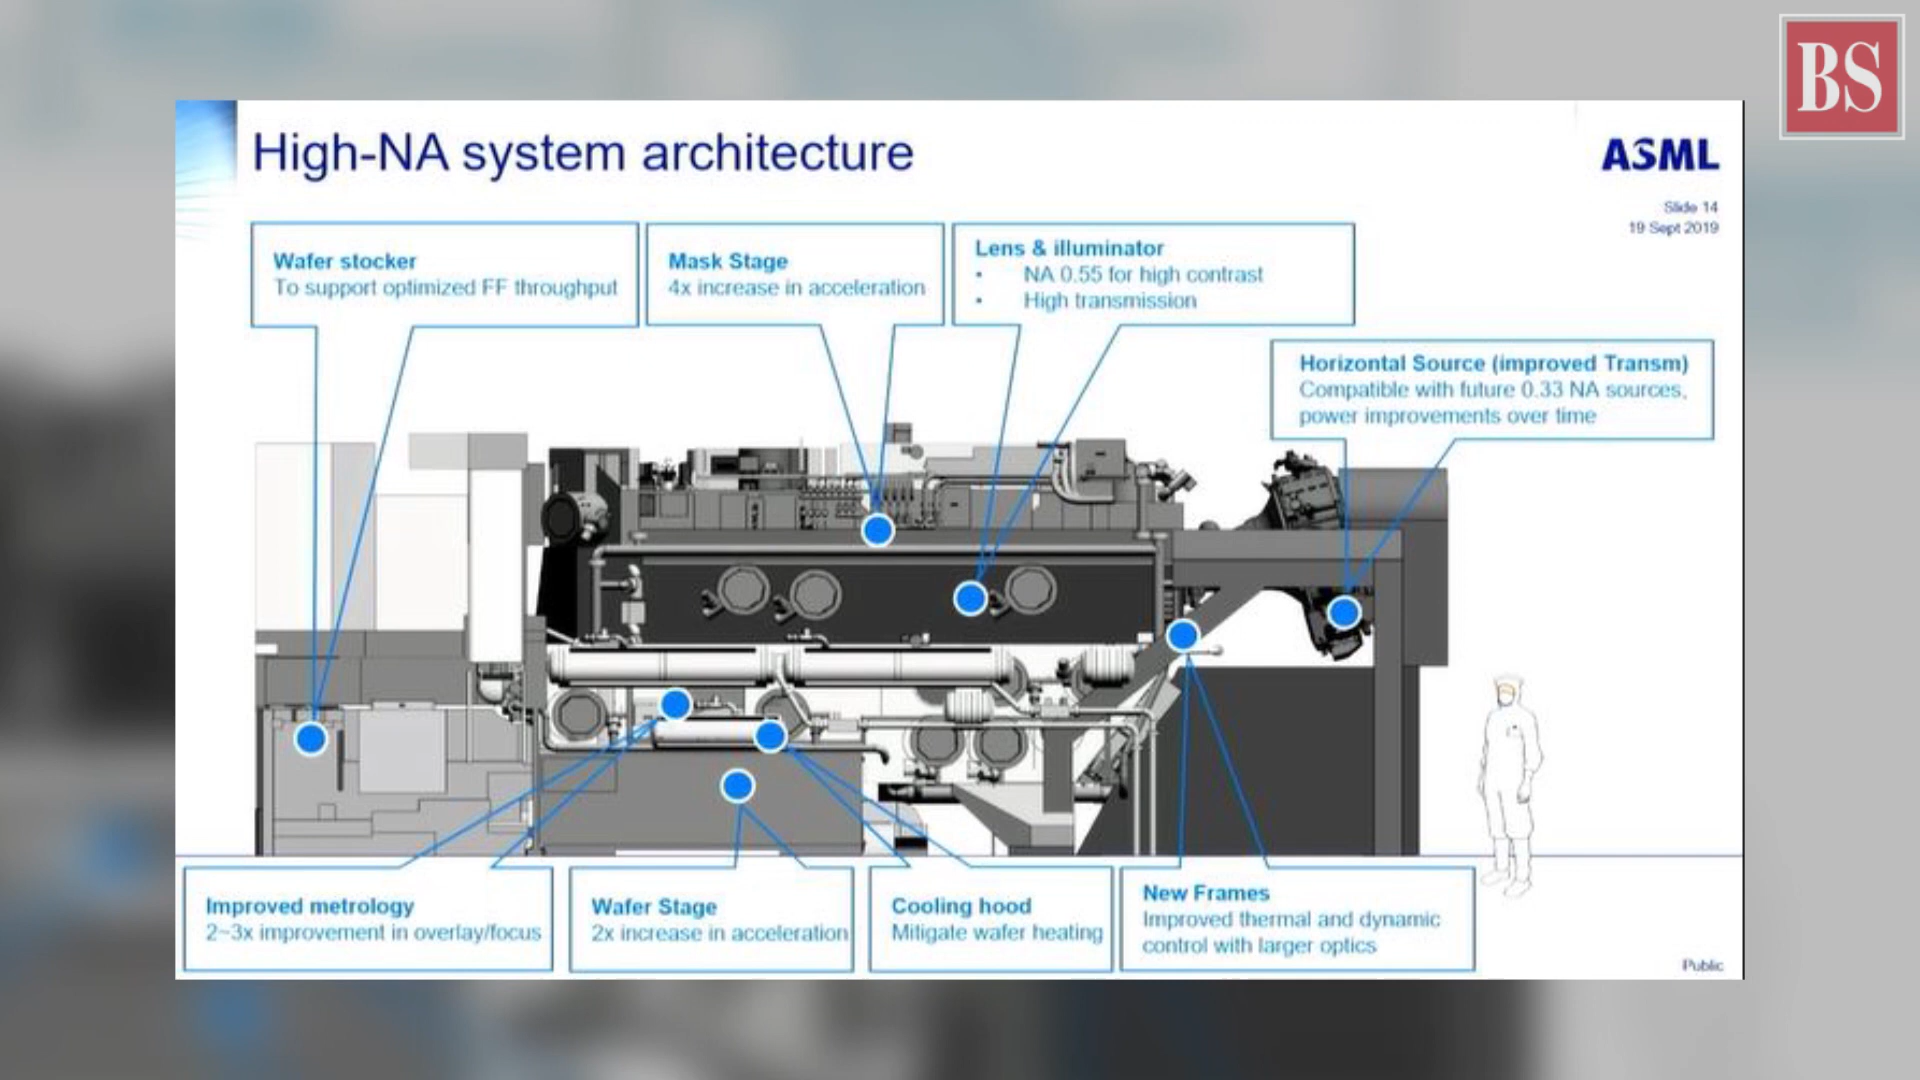 BS
High-NA system architecture
ASML
Slide 14
19 Sept 2019
Wafer stocker
To support optimized FF throughput
Mask Stage
4x increase in acceleration
Lens & illuminator
• NA 0.55 for high contrast
• High transmission
Horizontal Source (improved Transm)
Compatible with future 0.33 NA sources,
power improvements over time
Improved metrology
2~3x improvement in overlay/focus
Wafer Stage
2x increase in acceleration
Cooling hood
Mitigate wafer heating
New Frames
Improved thermal and dynamic
control with larger optics
Public